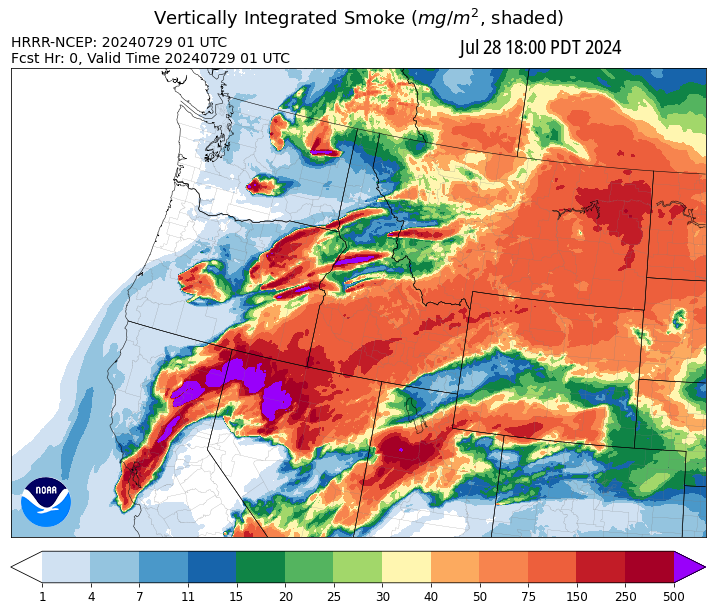 Vertically Integrated Smoke (mg/m², shaded)
HRRR-NCEP: 20240729 01 UTC
Fcst Hr: 0, Valid Time 20240729 01 UTC
Jul 28 18:00 PDT 2024
NOAA
1 4 7 11 15 20 25 30 40 50 75 150 250 500